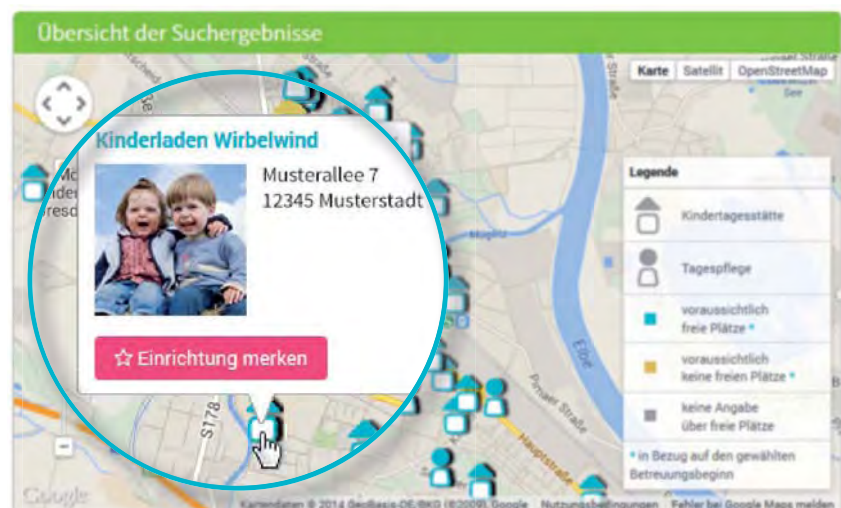 Übersicht der Suchergebnisse
Karte Satellit OpenStreetMap
See
Kinderladen Wirbelwind
Musterallee 7
12345 Musterstadt
Einrichtung merken
Legende
Kindertagesstätte
Tagespflege
voraussichtlich
freie Plätze *
voraussichtlich
keine freien Plätze *
keine Angabe
über freie Plätze
* in Bezug auf den gewählten
Betreuungsbeginn
Müglitz
Elbe
Pirnaer Straße
Hauptstraße
S178
Google
Kartendaten © 2014 GeoBasis-DE/BKG (©2009), Google Nutzungsbedingungen Fehler bei Google Maps melden